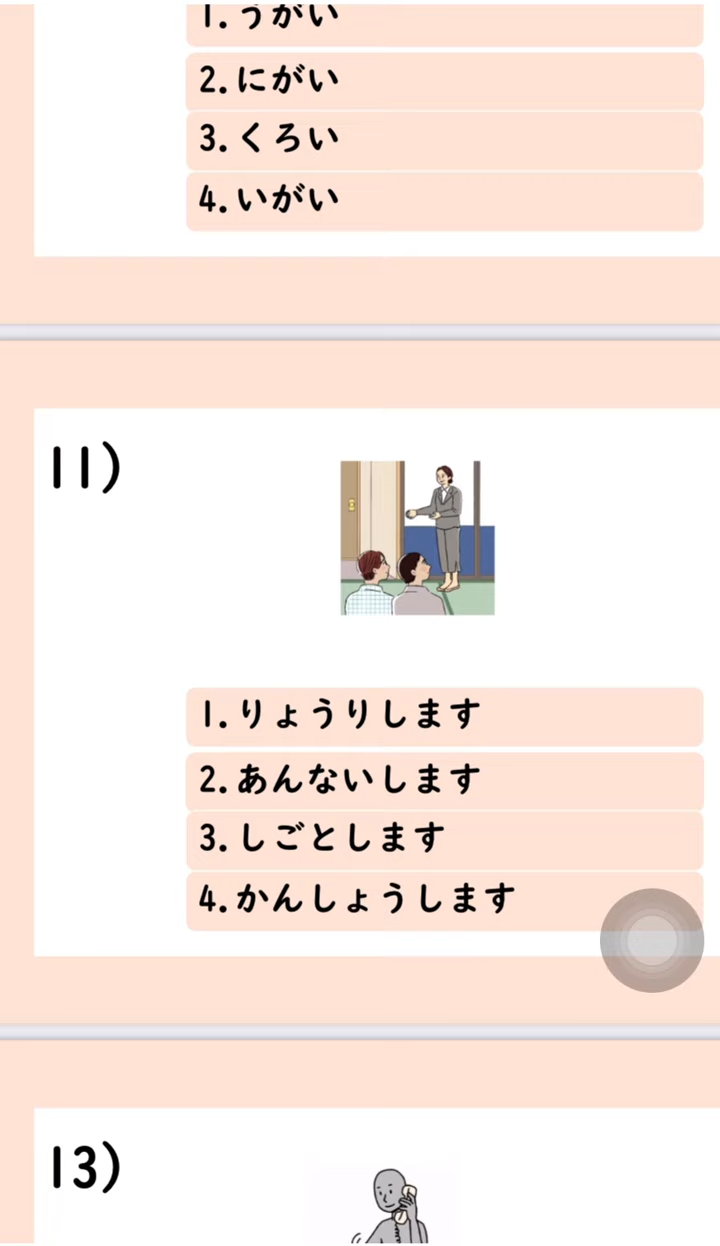 1. うがい
2. にがい
3. くろい
4. いがい
11)
1. りょうりします
2. あんないします
3. しごとします
4. かんしょうします
13)